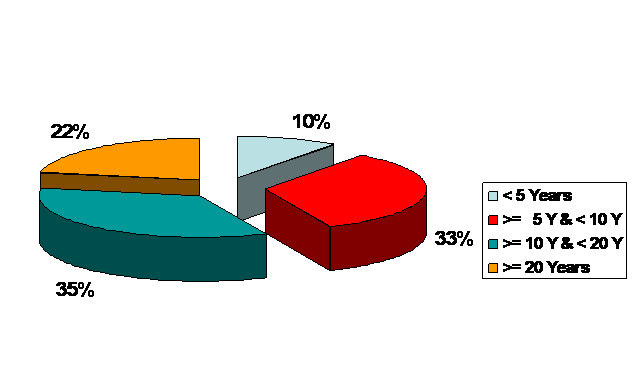 10%
22%
33%
35%
< 5 Years
>= 5 Y & < 10 Y
>= 10 Y & < 20 Y
>= 20 Years